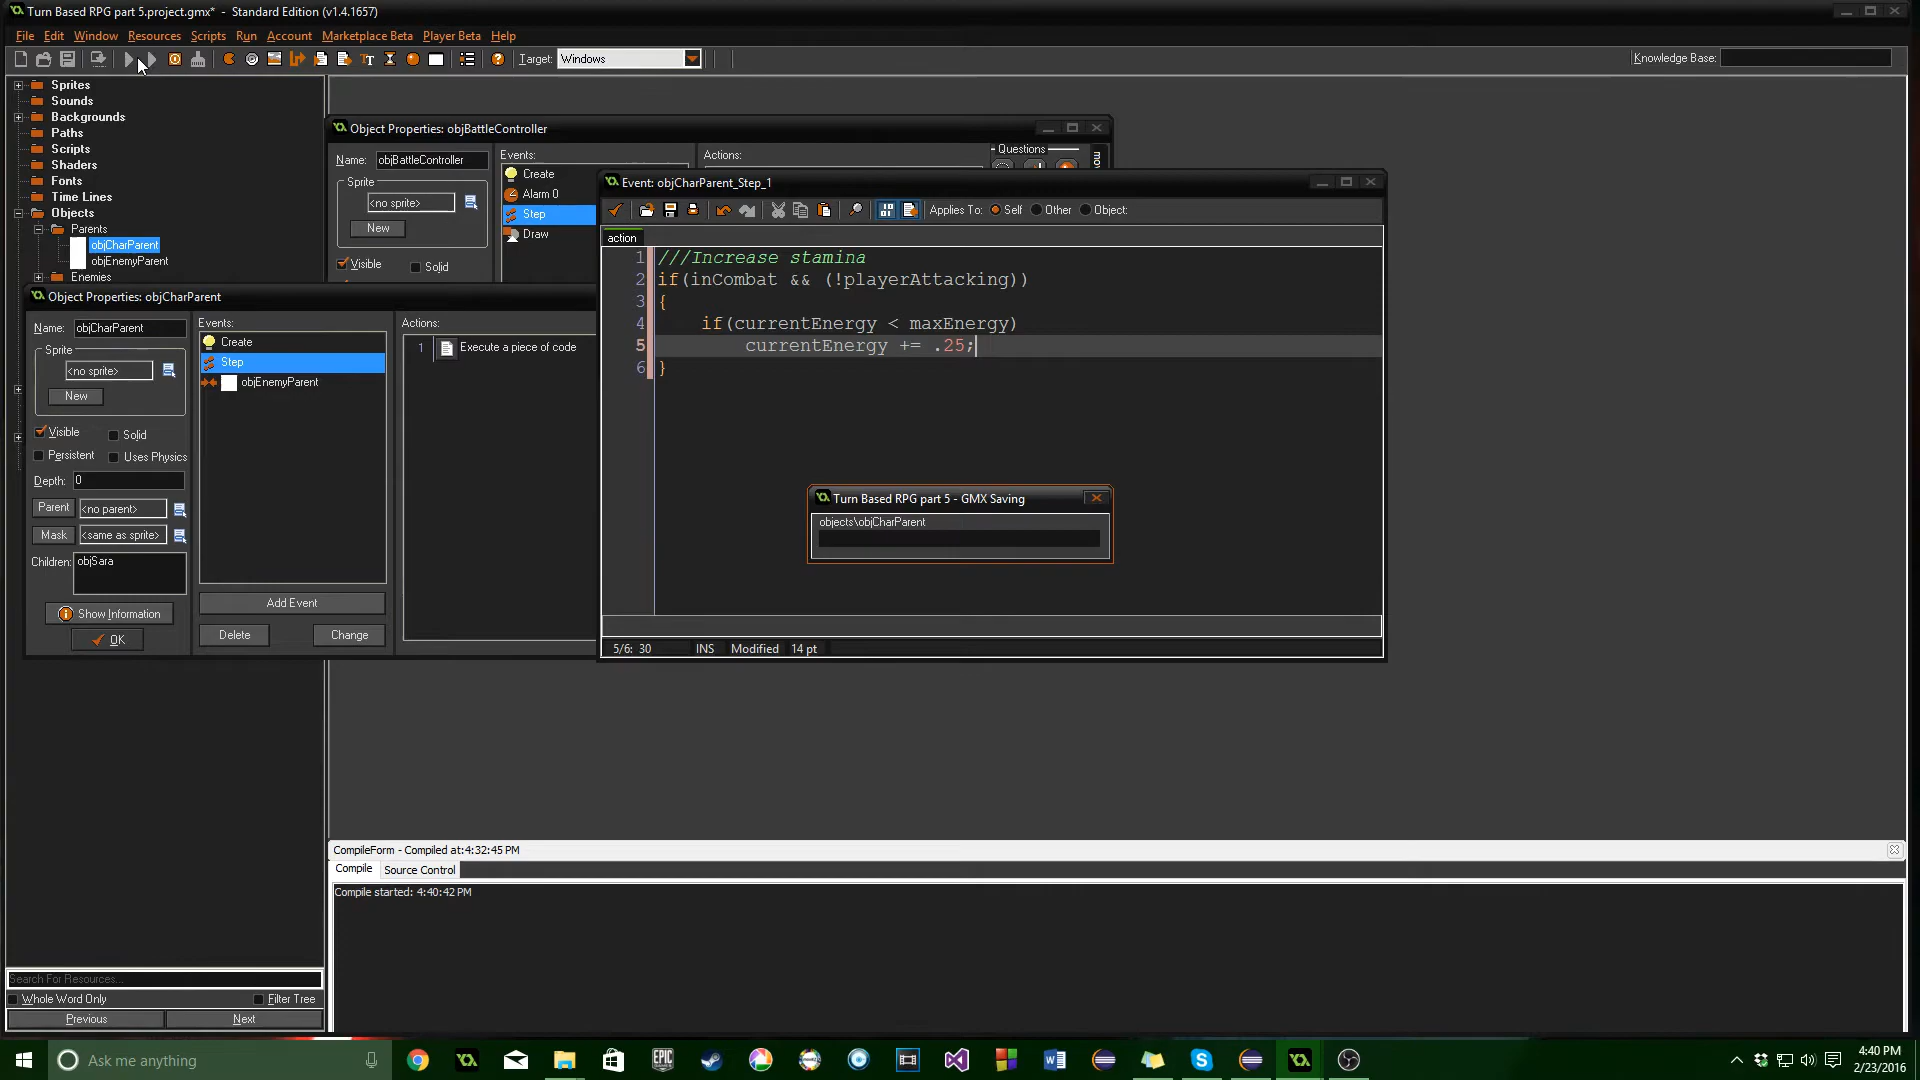 Turn Based RPG part 5.project.gmx* - Standard Edition (v1.4.1657)
File Edit Window Resources Scripts Run Account Marketplace Beta Player Beta Help
Target: Windows
Knowledge Base:
Sprites
Sounds
Backgrounds
Paths
Scripts
Shaders
Fonts
Time Lines
Objects
Parents
objCharParent
objEnemyParent
Enemies
Object Properties: objBattleController
Name: objBattleController
Sprite
<no sprite>
New
Visible
Solid
Events:
Create
Alarm 0
Step
Draw
Actions:
Questions
Object Properties: objCharParent
Name: objCharParent
Sprite
<no sprite>
New
Visible
Solid
Persistent
Uses Physics
Depth: 0
Parent <no parent>
Mask <same as sprite>
Children: objSara
Show Information
OK
Events:
Create
Step
objEnemyParent
Add Event
Delete
Change
Actions:
1 Execute a piece of code
Event: objCharParent_Step_1
Applies To: Self Other Object:
action
1 ///Increase stamina
2 if(inCombat && (!playerAttacking))
3 {
4 if(currentEnergy < maxEnergy)
5 currentEnergy += .25;
6 }
Turn Based RPG part 5 - GMX Saving
objects\objCharParent
5/6: 30 INS Modified 14 pt
CompileForm - Compiled at:4:32:45 PM
Compile Source Control
Compile started: 4:40:42 PM
Search For Resources...
Whole Word Only
Filter Tree
Previous
Next
Ask me anything
EPIC GAMES
4:40 PM
2/23/2016